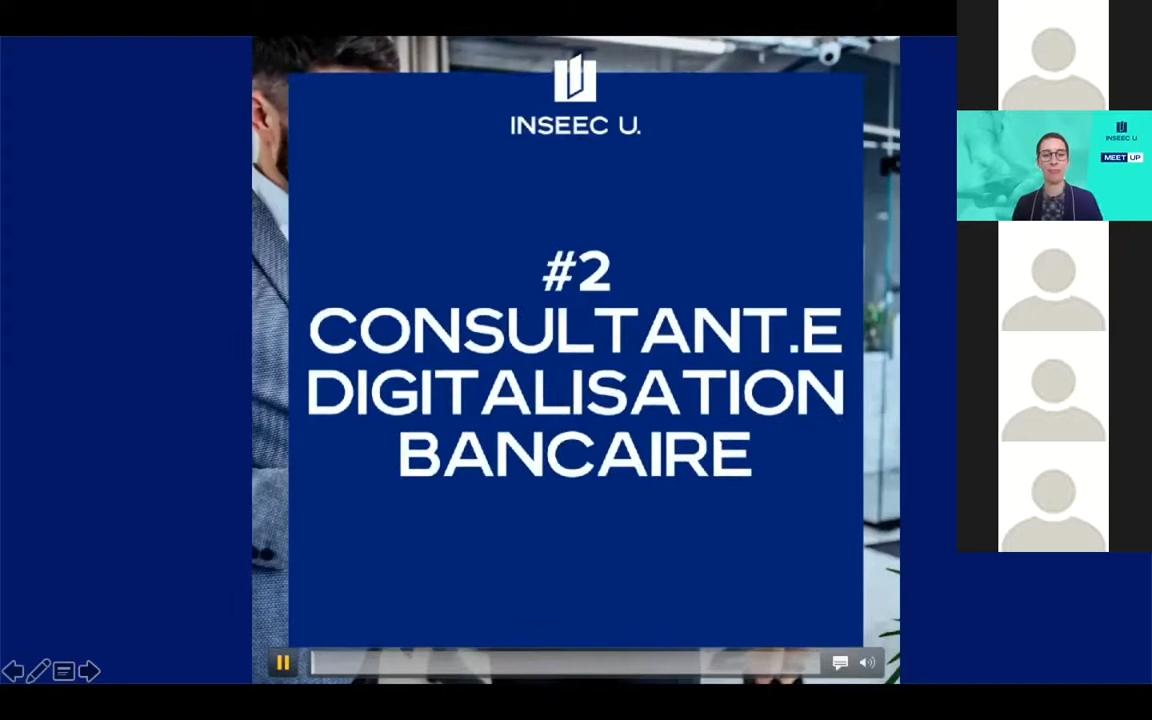 INSEEC U.
#2
CONSULTANT.E
DIGITALISATION
BANCAIRE
INSEEC U.
MEET UP